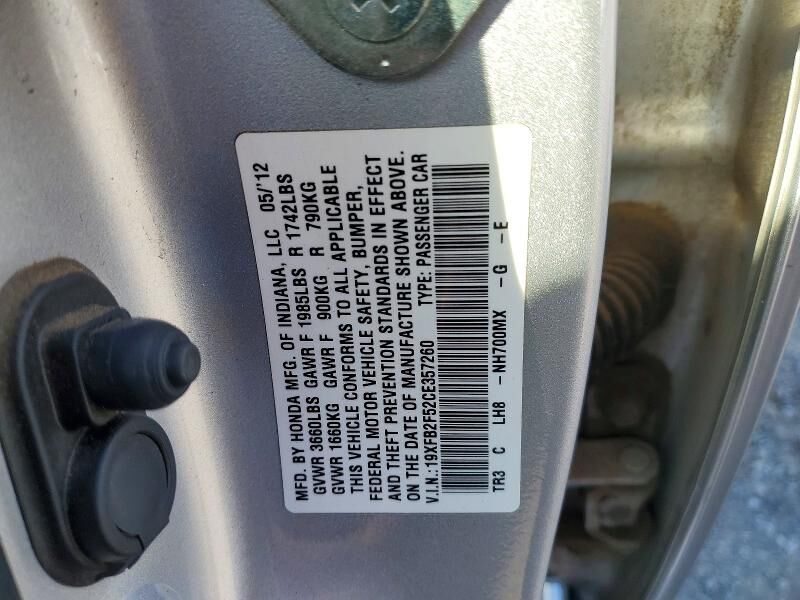 MFD. BY HONDA MFG. OF INDIANA, LLC 05/'12
GVWR 3660LBS GAWR F 1985LBS R 1742LBS
GVWR 1660KG GAWR F 900KG R 790KG
THIS VEHICLE CONFORMS TO ALL APPLICABLE
FEDERAL MOTOR VEHICLE SAFETY, BUMPER,
AND THEFT PREVENTION STANDARDS IN EFFECT
ON THE DATE OF MANUFACTURE SHOWN ABOVE.
V.I.N.: 19XFB2F52CE357260 TYPE: PASSENGER CAR
TR3 C LH8 - NH700MX - G - E